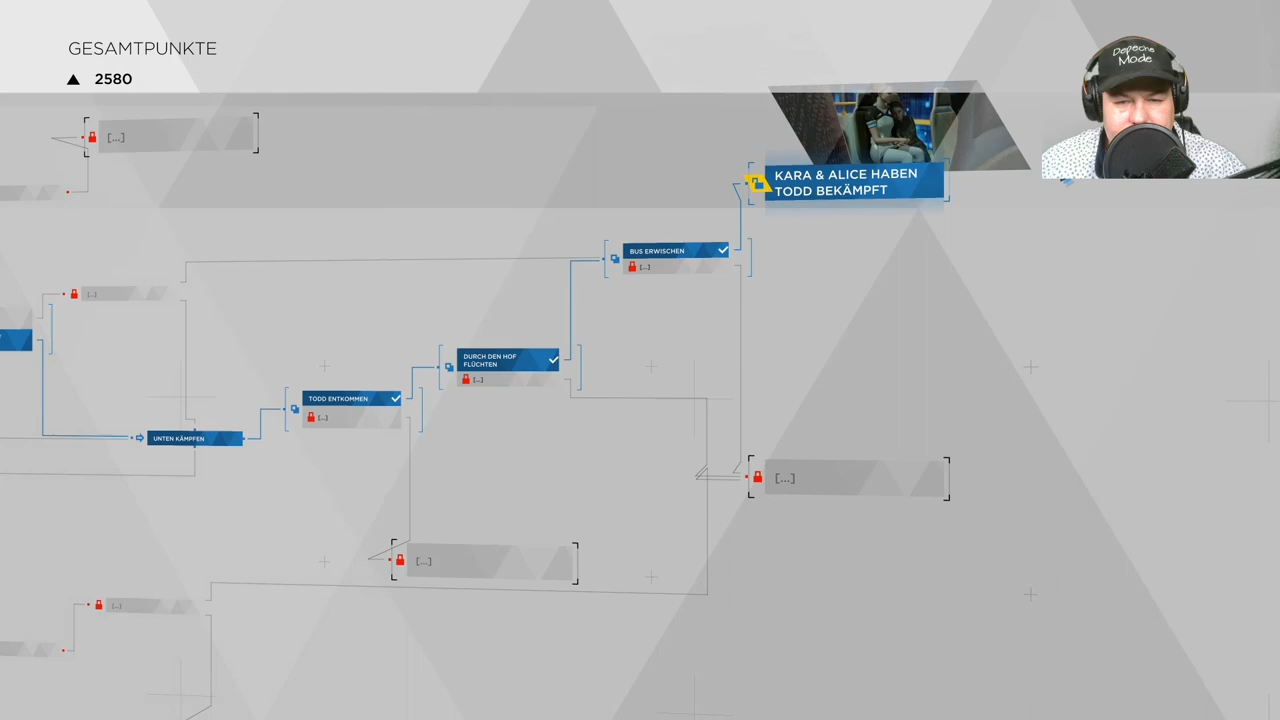 GESAMTPUNKTE
2580
Depeche
Mode
[...]
KARA & ALICE HABEN
TODD BEKÄMPFT
BUS ERWISCHEN
[...]
[...]
DURCH DEN HOF
FLÜCHTEN
[...]
TODD ENTKOMMEN
[...]
UNTEN KÄMPFEN
[...]
[...]
[...]